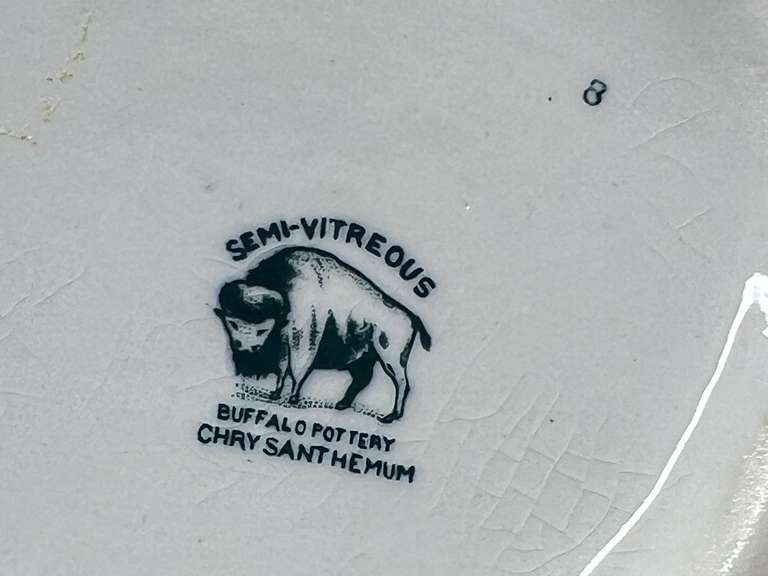 8
SEMI-VITREOUS
BUFFALO POTTERY
CHRYSANTHEMUM